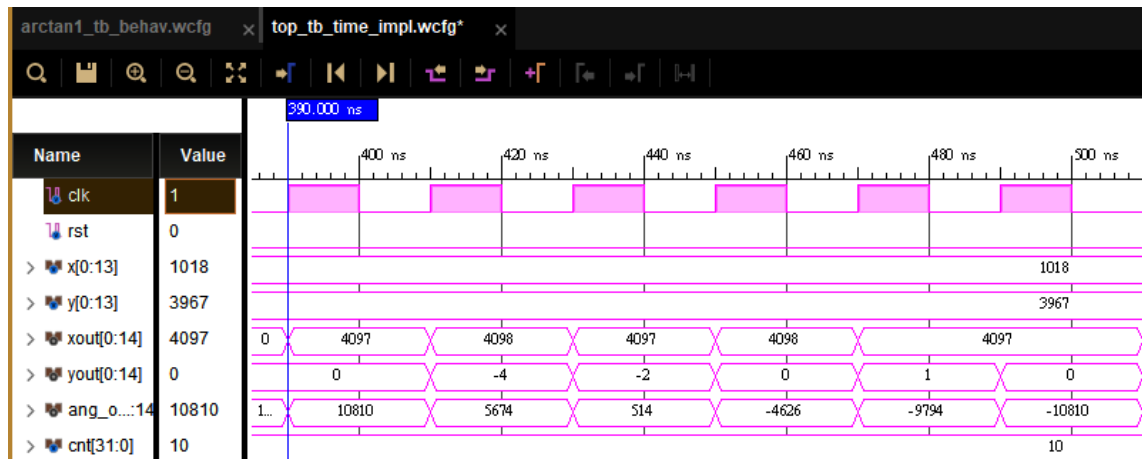 arctan1_tb_behav.wcfg × top_tb_time_impl.wcfg* ×
390.000 ns
Name Value 400 ns 420 ns 440 ns 460 ns 480 ns 500 ns
clk 1
rst 0
x[0:13] 1018 1018
y[0:13] 3967 3967
xout[0:14] 4097 0 4097 4098 4097 4098 4097
yout[0:14] 0 0 -4 -2 0 1 0
ang_o...:14 10810 1... 10810 5674 514 -4626 -9794 -10810
cnt[31:0] 10 10